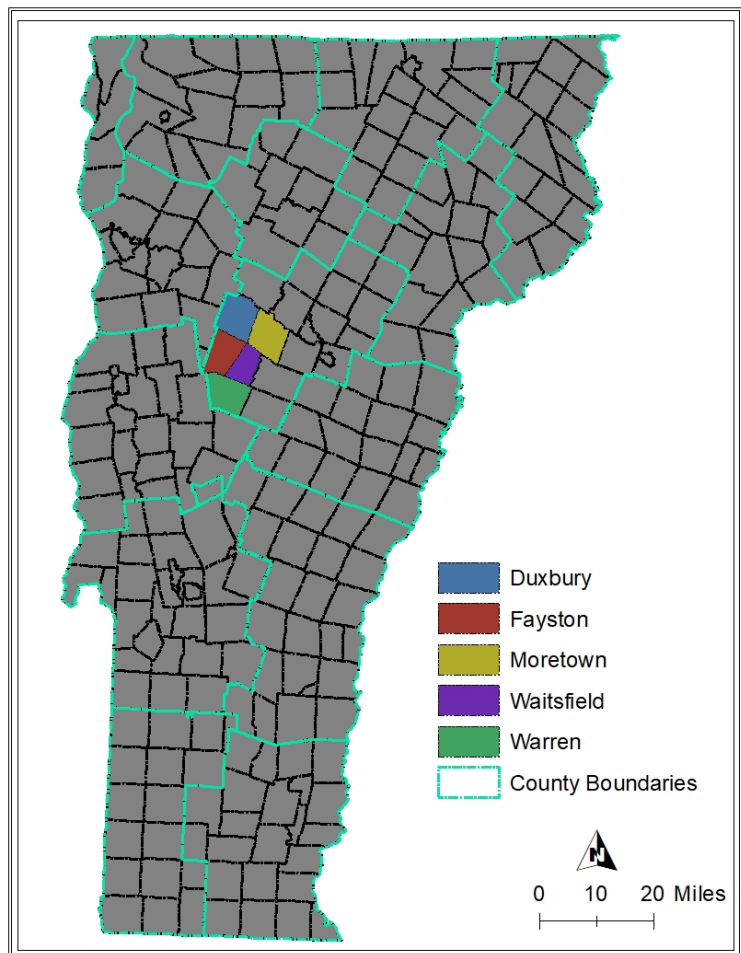 Duxbury
Fayston
Moretown
Waitsfield
Warren
County Boundaries
N
0 10 20 Miles